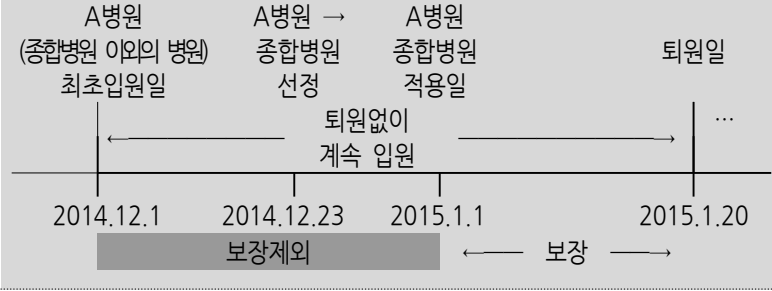 A병원
(종합병원 이외의 병원)
최초입원일
A병원 →
종합병원
선정
A병원
종합병원
적용일
퇴원일
퇴원없이
계속 입원
…
2014.12.1
2014.12.23
2015.1.1
2015.1.20
보장제외
보장